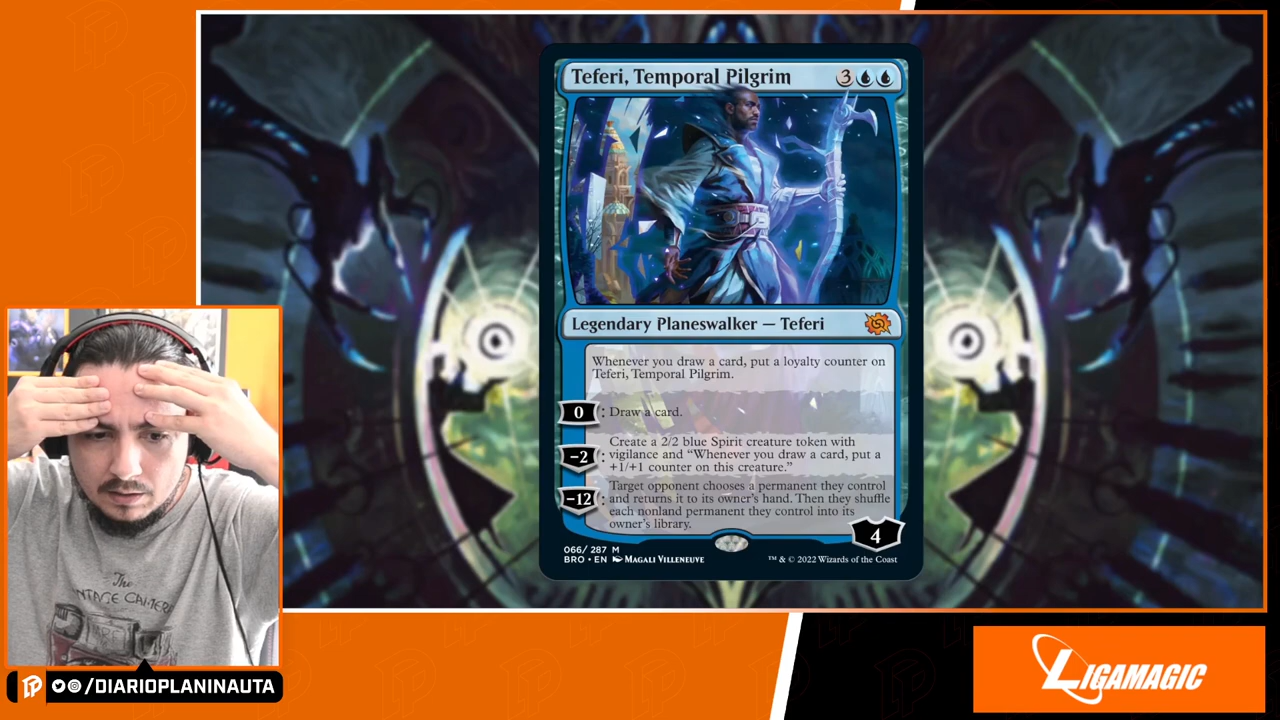 Teferi, Temporal Pilgrim 3
Legendary Planeswalker — Teferi
Whenever you draw a card, put a loyalty counter on
Teferi, Temporal Pilgrim.
0 : Draw a card.
−2 : Create a 2/2 blue Spirit creature token with
vigilance and “Whenever you draw a card, put a
+1/+1 counter on this creature.”
−12 : Target opponent chooses a permanent they control
and returns it to its owner's hand. Then they shuffle
each nonland permanent they control into its
owner's library.
4
066/287 M
BRO • EN Magali Villeneuve
™ & © 2022 Wizards of the Coast
The
/DIARIOPLANINAUTA
LIGAMAGIC